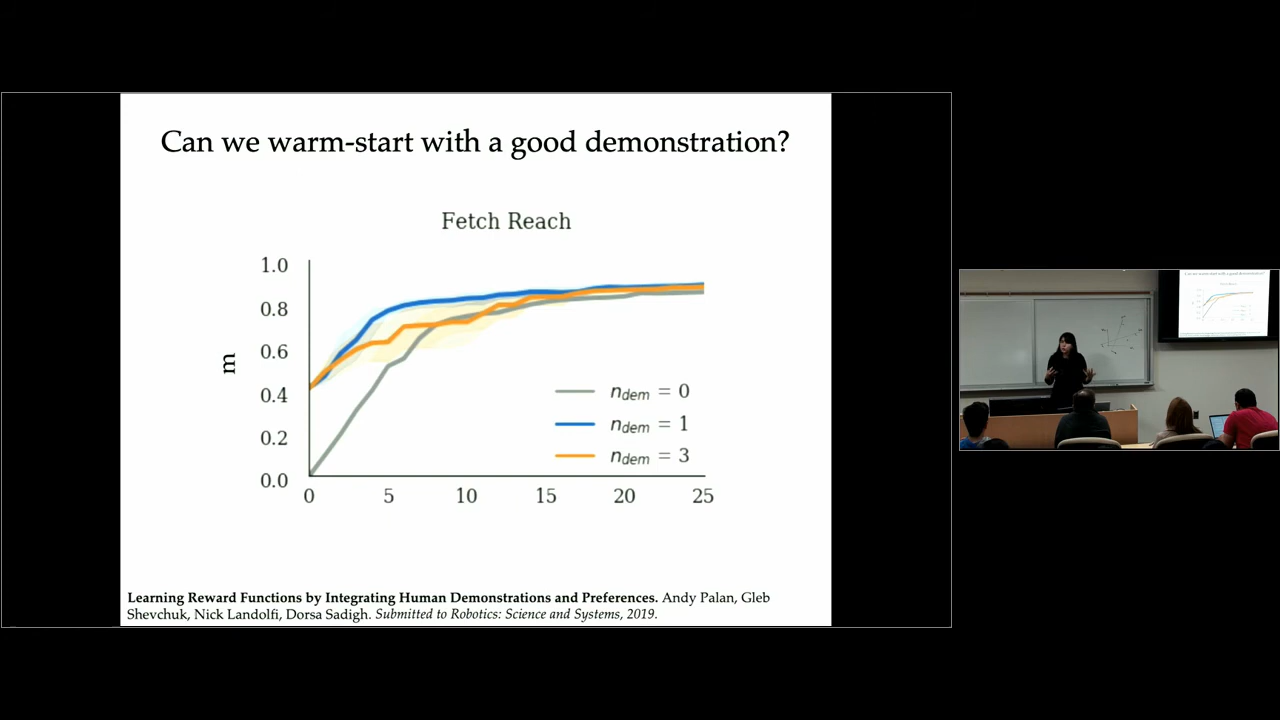 Can we warm-start with a good demonstration?
Fetch Reach
1.0
0.8
0.6
0.4
0.2
0.0
m
n_dem = 0
n_dem = 1
n_dem = 3
0 5 10 15 20 25
Learning Reward Functions by Integrating Human Demonstrations and Preferences. Andy Palan, Gleb
Shevchuk, Nick Landolfi, Dorsa Sadigh. Submitted to Robotics: Science and Systems, 2019.